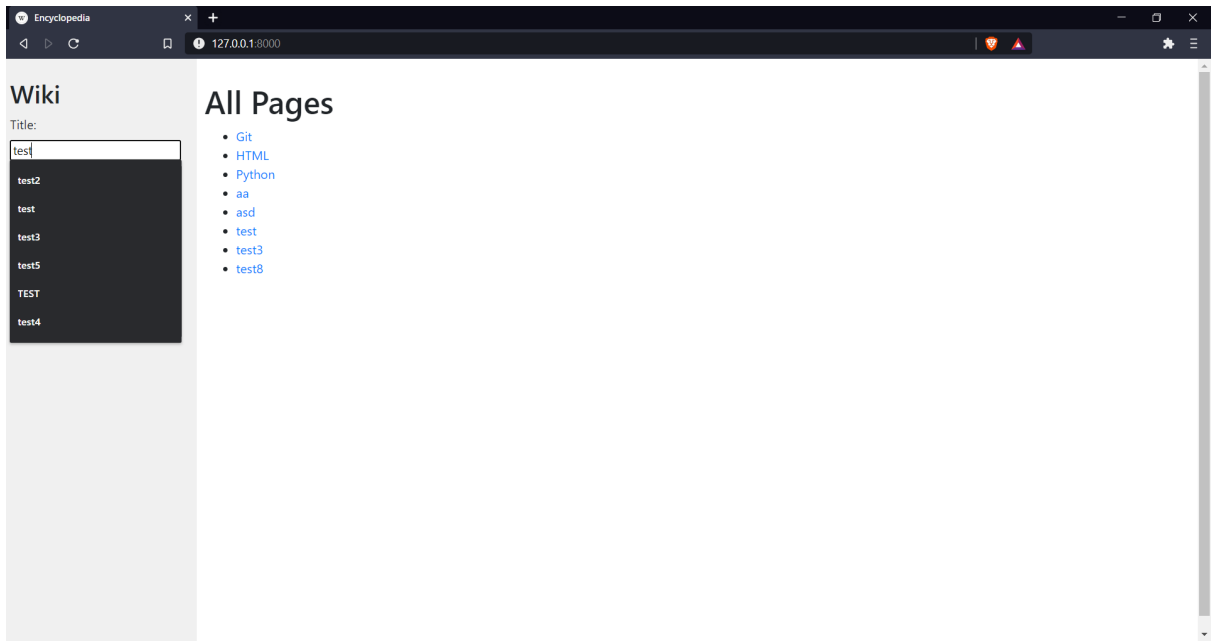 Encyclopedia
127.0.0.1:8000
Wiki
Title:
test
test2
test
test3
test5
TEST
test4
All Pages
Git
HTML
Python
aa
asd
test
test3
test8